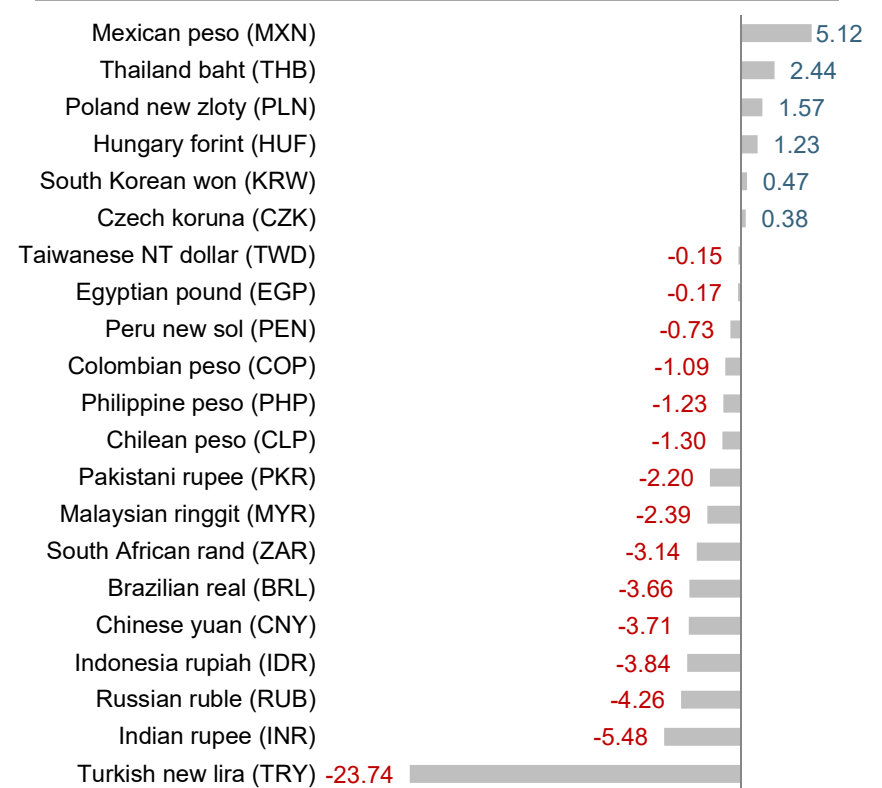 Mexican peso (MXN) 5.12
Thailand baht (THB) 2.44
Poland new zloty (PLN) 1.57
Hungary forint (HUF) 1.23
South Korean won (KRW) 0.47
Czech koruna (CZK) 0.38
Taiwanese NT dollar (TWD) -0.15
Egyptian pound (EGP) -0.17
Peru new sol (PEN) -0.73
Colombian peso (COP) -1.09
Philippine peso (PHP) -1.23
Chilean peso (CLP) -1.30
Pakistani rupee (PKR) -2.20
Malaysian ringgit (MYR) -2.39
South African rand (ZAR) -3.14
Brazilian real (BRL) -3.66
Chinese yuan (CNY) -3.71
Indonesia rupiah (IDR) -3.84
Russian ruble (RUB) -4.26
Indian rupee (INR) -5.48
Turkish new lira (TRY) -23.74